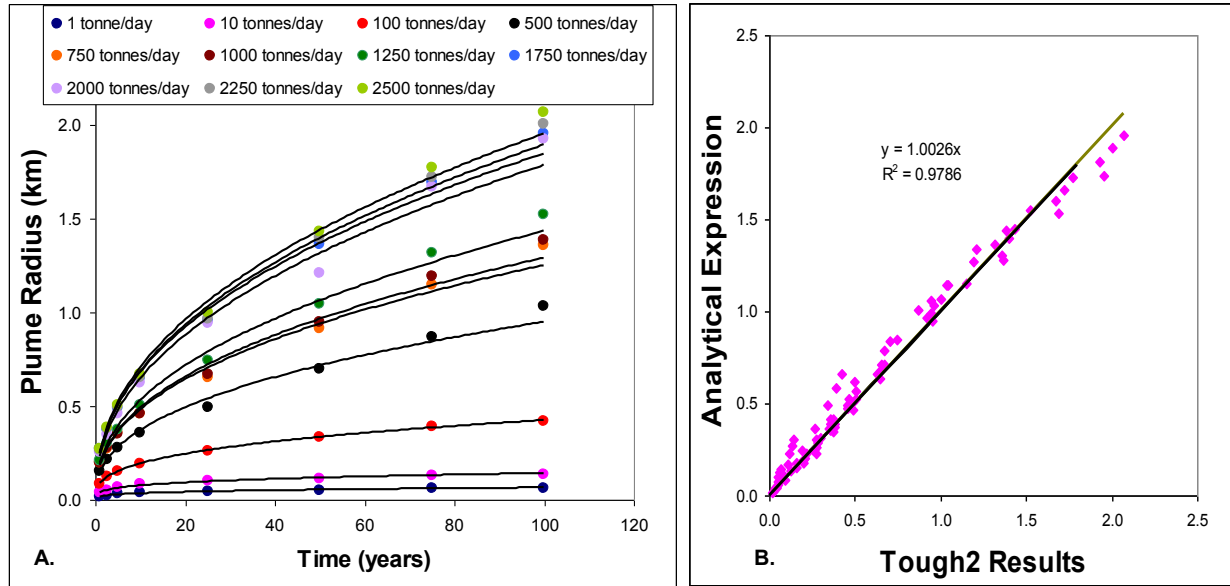 1 tonne/day 10 tonnes/day 100 tonnes/day 500 tonnes/day
750 tonnes/day 1000 tonnes/day 1250 tonnes/day 1750 tonnes/day
2000 tonnes/day 2250 tonnes/day 2500 tonnes/day
Plume Radius (km)
2.0
1.5
1.0
0.5
0.0
0 20 40 60 80 100 120
Time (years)
A.
Analytical Expression
2.5
2.0
1.5
1.0
0.5
0.0
y = 1.0026x
R² = 0.9786
0.0 0.5 1.0 1.5 2.0 2.5
Tough2 Results
B.